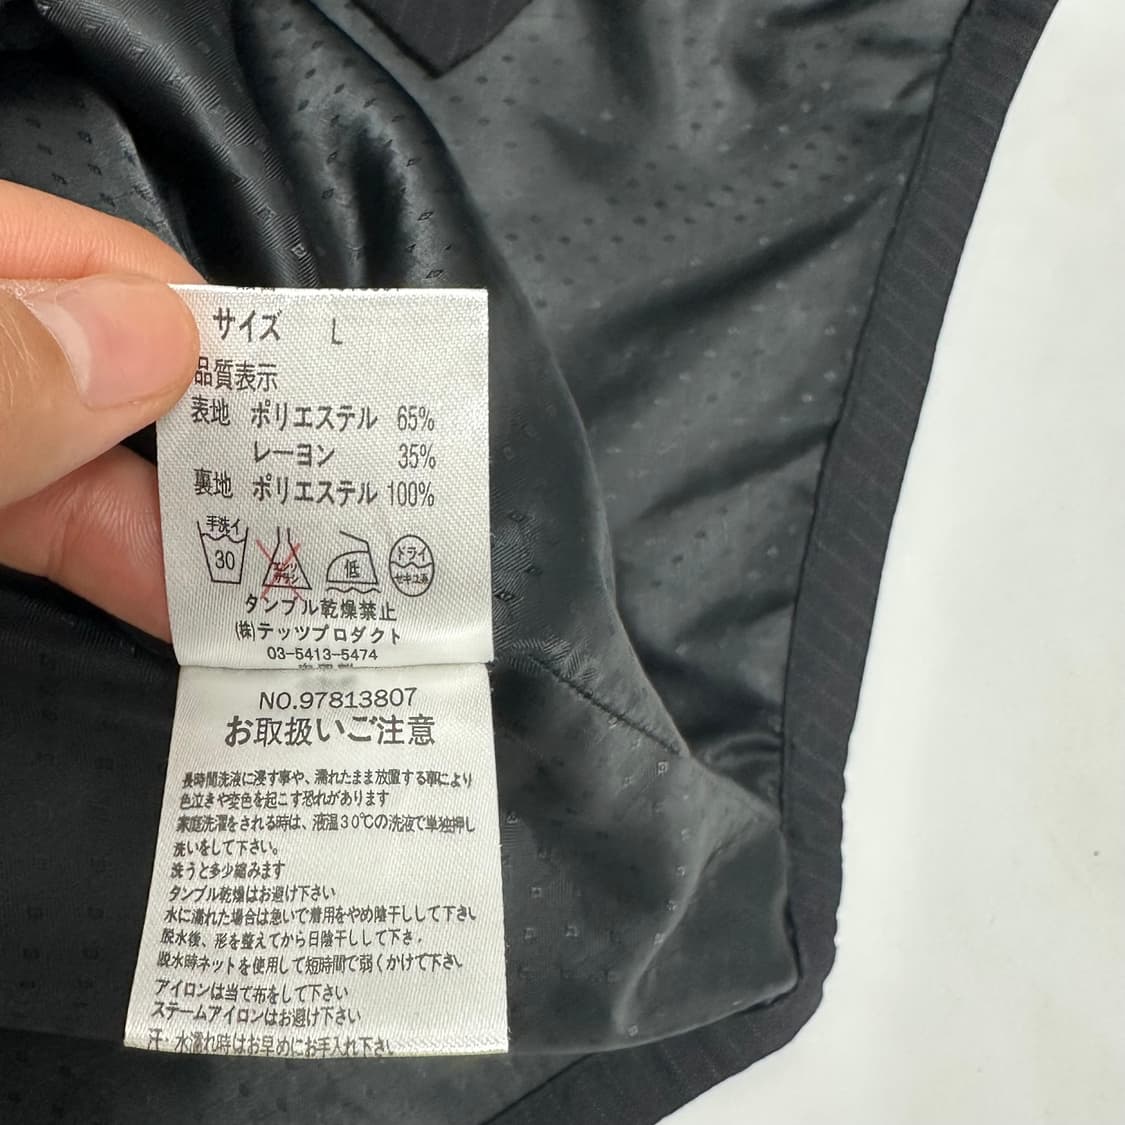 サイズ L
品質表示
表地 ポリエステル 65%
レーヨン 35%
裏地 ポリエステル 100%
手洗イ
30
エンソ
サラシ
低
ドライ
セキユ系
タンブル乾燥禁止
(株)テッツプロダクト
03-5413-5474
NO.97813807
お取扱いご注意
長時間洗液に浸す事や、濡れたまま放置する事により
色泣きや変色を起こす恐れがあります
家庭洗濯をされる時は、液温30℃の洗液で単独押し
洗いをして下さい。
洗うと多少縮みます
タンブル乾燥はお避け下さい
水に濡れた場合は急いで着用をやめ陰干しして下さい
脱水後、形を整えてから日陰干しして下さ.
脱水時ネットを使用して短時間で弱くかけて下さい
アイロンは当て布をして下さい
スチームアイロンはお避け下さい
汗・水濡れ時はお早めにお手入れ下さい